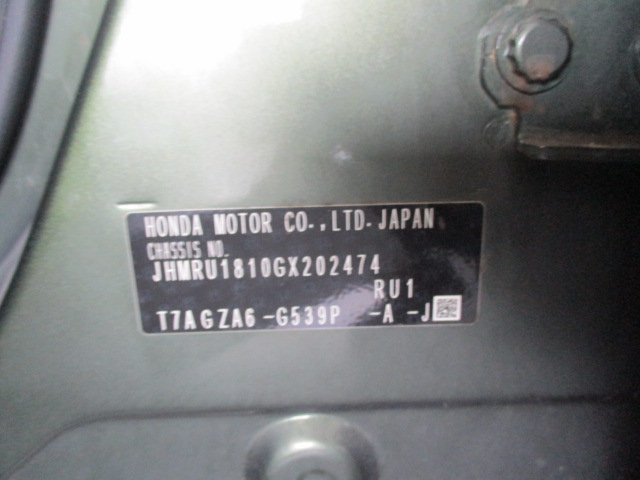 HONDA MOTOR CO.,LTD.JAPAN
CHASSIS NO.
JHMRU1810GX202474
RU1
T7AGZA6-G539P -A -J